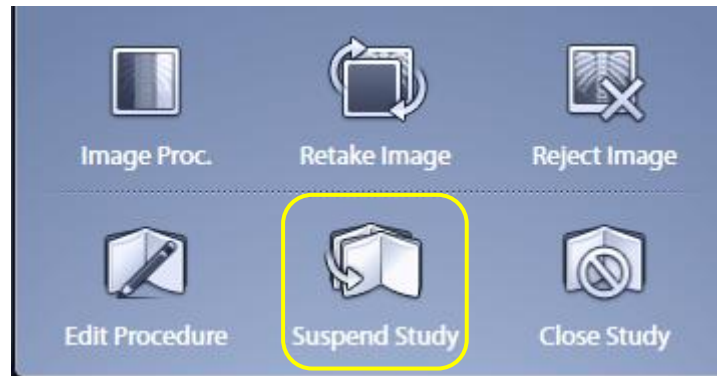 Image Proc.
Retake Image
Reject Image
Edit Procedure
Suspend Study
Close Study